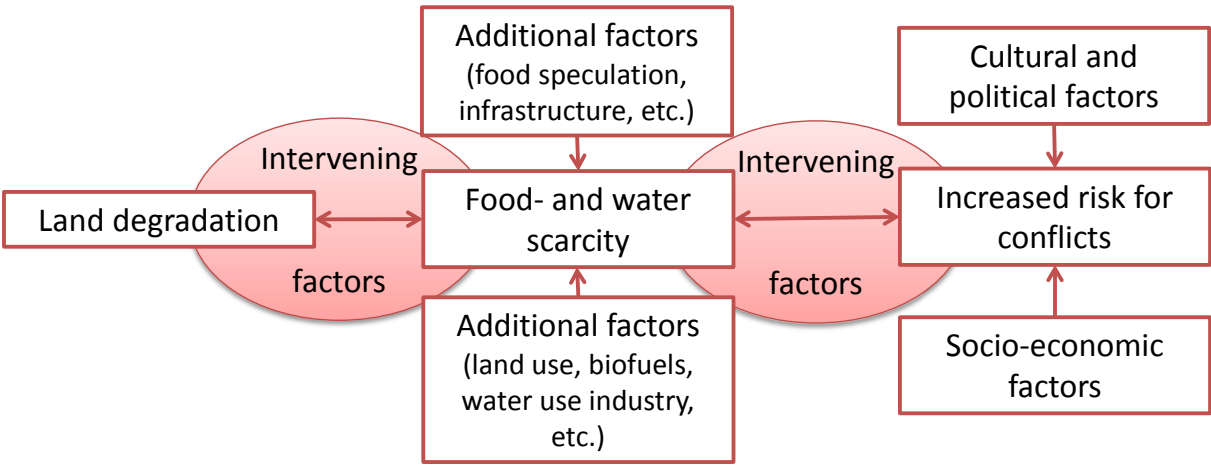 Additional factors
(food speculation,
infrastructure, etc.)
Cultural and
political factors
Intervening
factors
Intervening
factors
Land degradation
Food- and water
scarcity
Increased risk for
conflicts
Additional factors
(land use, biofuels,
water use industry,
etc.)
Socio-economic
factors